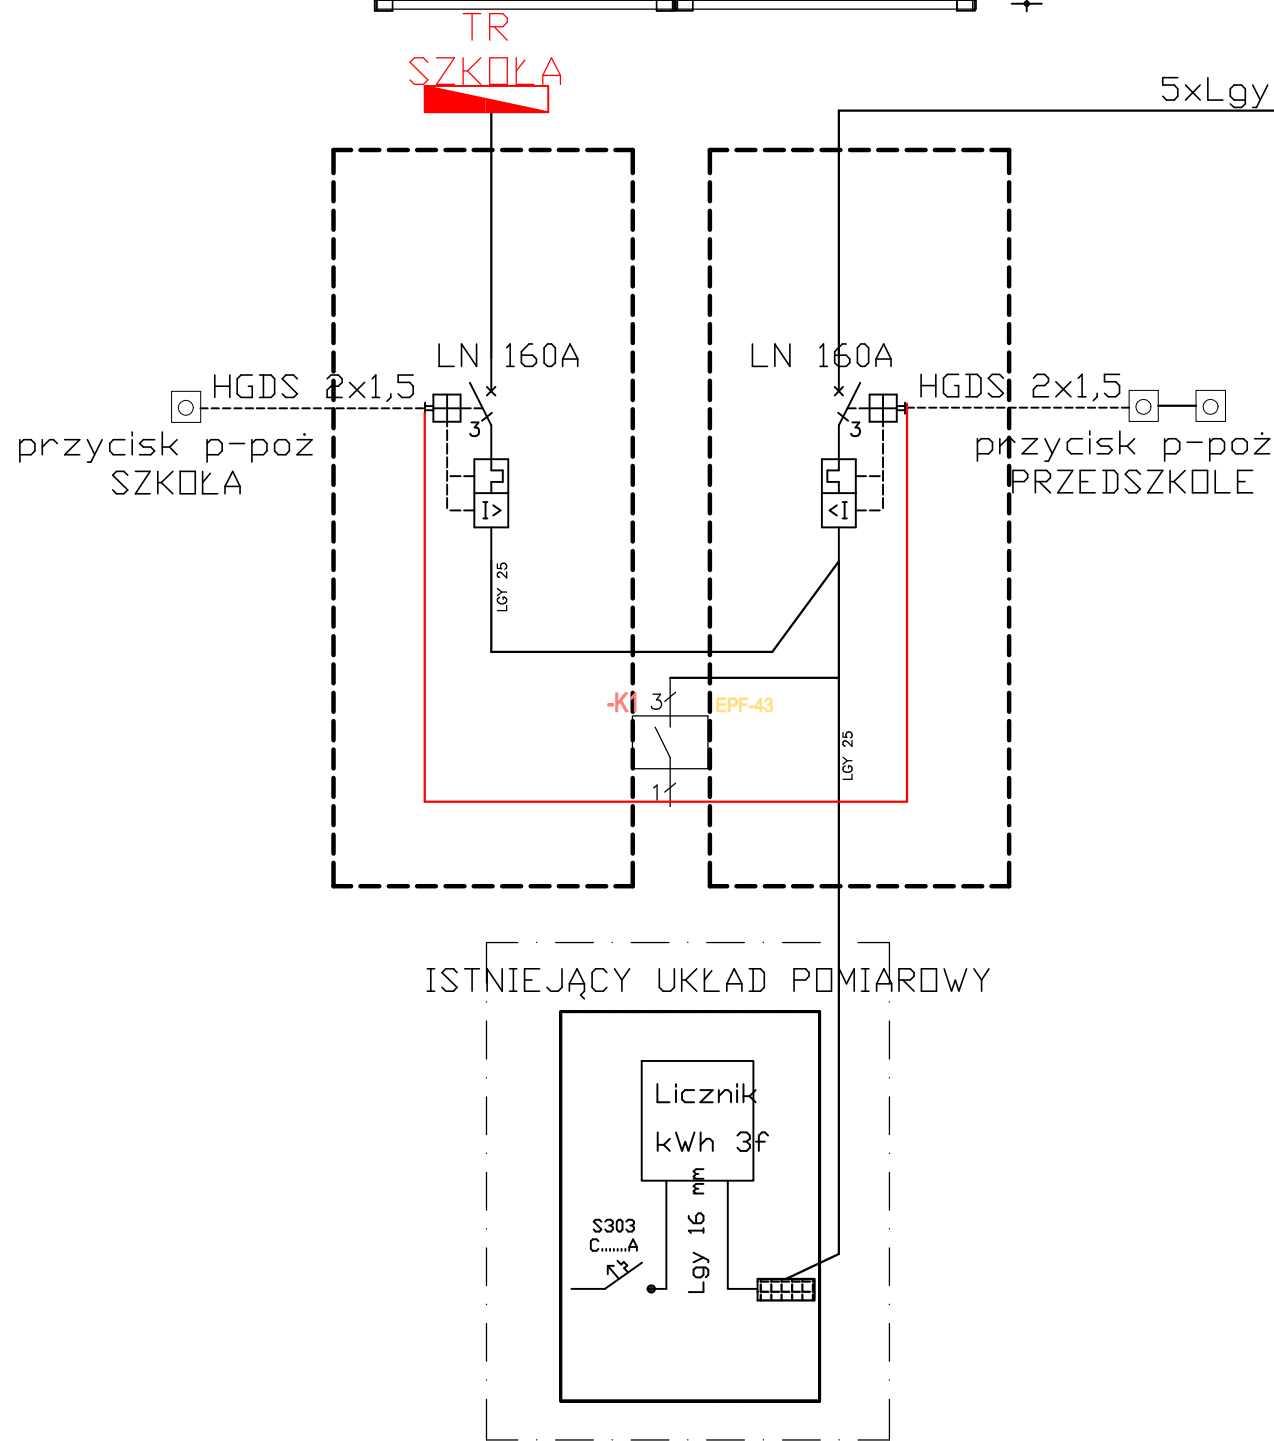 TR
SZKOŁA
5xLgy
LN 160A
LN 160A
HGDS 2x1,5
HGDS 2x1,5
3
3
przycisk p-poż
SZKOŁA
przycisk p-poż
PRZEDSZKOLE
I>
<I
LGY 25
-K1
3
EPF-43
LGY 25
1
ISTNIEJĄCY UKŁAD POMIAROWY
Licznik
kWh 3f
Lgy 16 mm
S303
C.......A